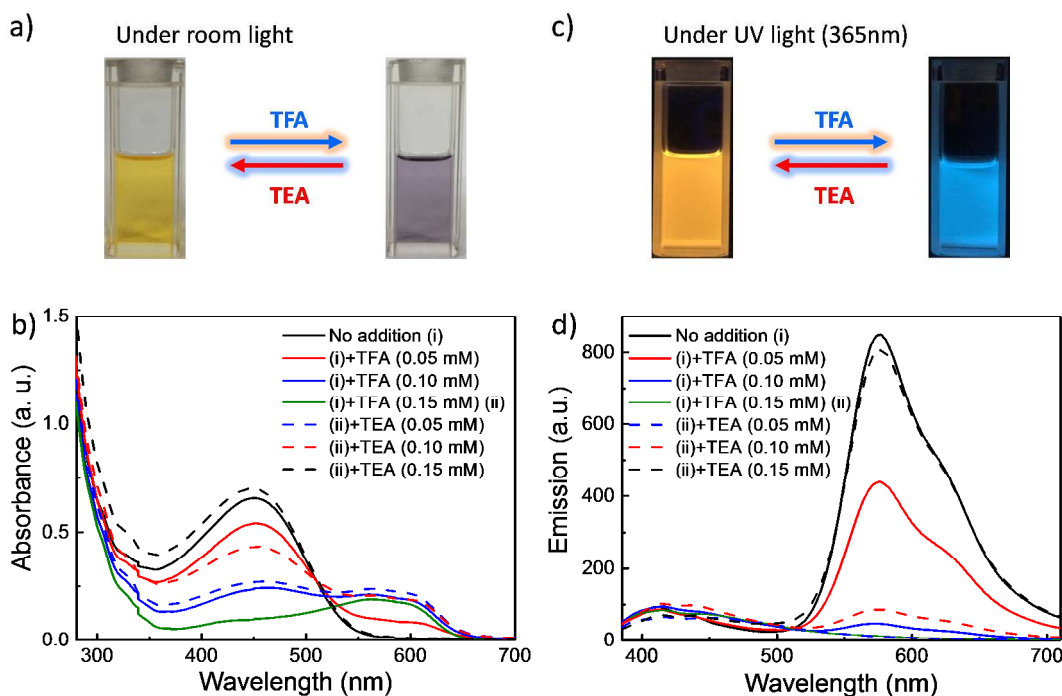 a)
Under room light
TFA
TEA
c)
Under UV light (365nm)
TFA
TEA
b)
Absorbance (a. u.)
1.5
1.0
0.5
0.0
300 400 500 600 700
Wavelength (nm)
No addition (i)
(i)+TFA (0.05 mM)
(i)+TFA (0.10 mM)
(i)+TFA (0.15 mM) (ii)
(ii)+TEA (0.05 mM)
(ii)+TEA (0.10 mM)
(ii)+TEA (0.15 mM)
d)
Emission (a.u.)
800
600
400
200
0
400 500 600 700
Wavelength (nm)
No addition (i)
(i)+TFA (0.05 mM)
(i)+TFA (0.10 mM)
(i)+TFA (0.15 mM) (ii)
(ii)+TEA (0.05 mM)
(ii)+TEA (0.10 mM)
(ii)+TEA (0.15 mM)